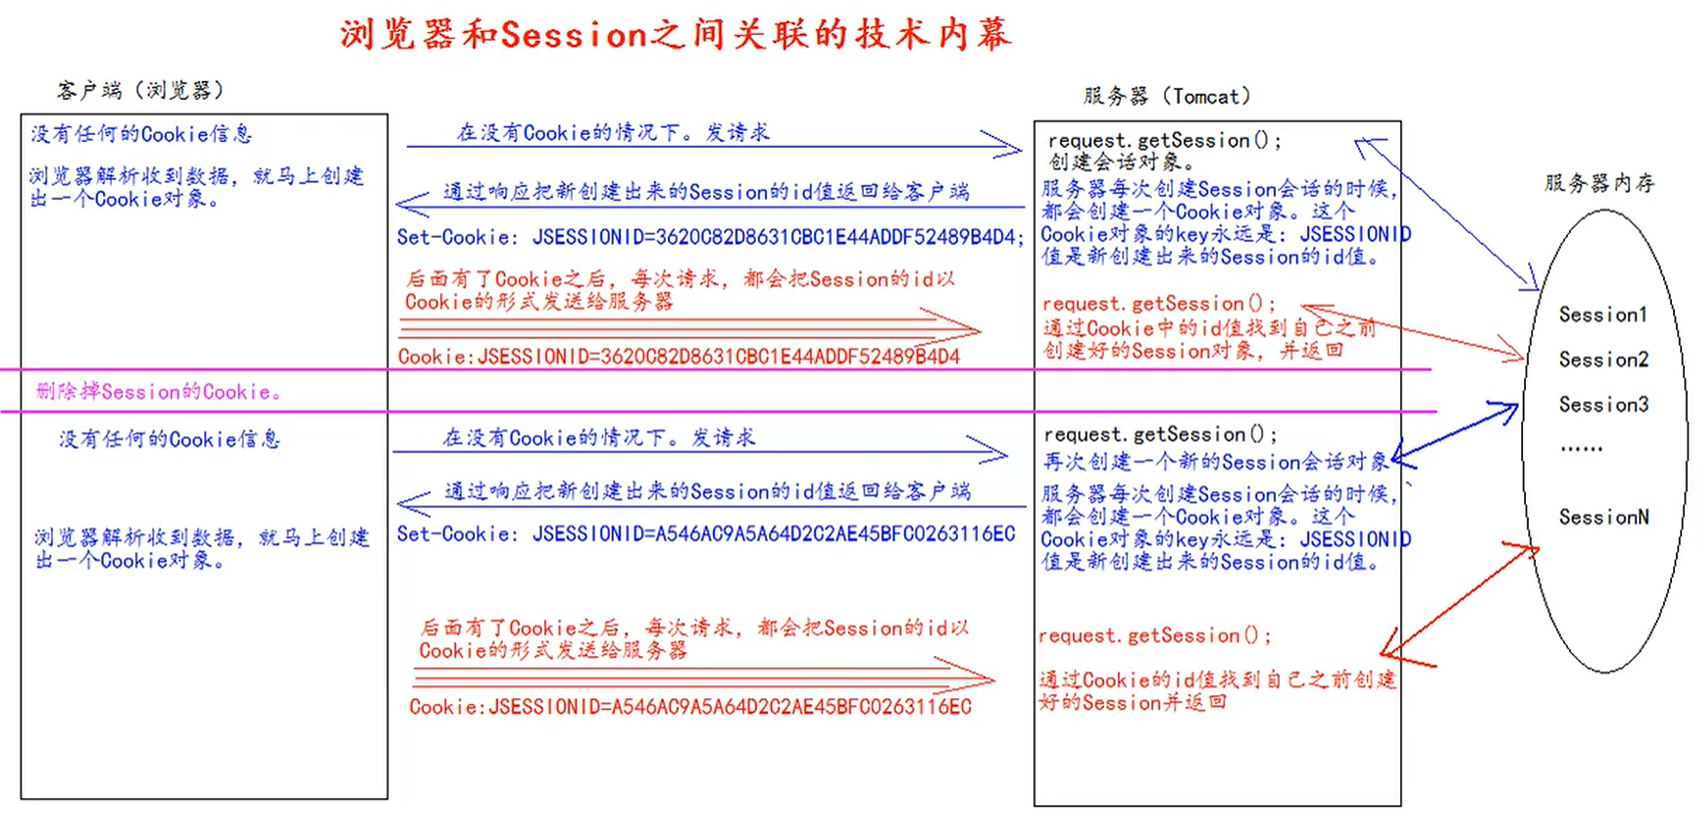 浏览器和Session之间关联的技术内幕
客户端（浏览器）
没有任何的Cookie信息
浏览器解析收到数据，就马上创建
出一个Cookie对象。
在没有Cookie的情况下。发请求
通过响应把新创建出来的Session的id值返回给客户端
Set-Cookie: JSESSIONID=3620C82D8631CBC1E44ADDF52489B4D4;
后面有了Cookie之后，每次请求，都会把Session的id以
Cookie的形式发送给服务器
Cookie:JSESSIONID=3620C82D8631CBC1E44ADDF52489B4D4
服务器（Tomcat）
request.getSession();
创建会话对象。
服务器每次创建Session会话的时候，
都会创建一个Cookie对象。这个
Cookie对象的key永远是：JSESSIONID
值是新创建出来的Session的id值。
request.getSession();
通过Cookie中的id值找到自己之前
创建好的Session对象，并返回
服务器内存
Session1
Session2
Session3
......
SessionN
删除掉Session的Cookie。
没有任何的Cookie信息
浏览器解析收到数据，就马上创建
出一个Cookie对象。
在没有Cookie的情况下。发请求
通过响应把新创建出来的Session的id值返回给客户端
Set-Cookie: JSESSIONID=A546AC9A5A64D2C2AE45BFC0263116EC
后面有了Cookie之后，每次请求，都会把Session的id以
Cookie的形式发送给服务器
Cookie:JSESSIONID=A546AC9A5A64D2C2AE45BFC0263116EC
request.getSession();
再次创建一个新的Session会话对象
服务器每次创建Session会话的时候，
都会创建一个Cookie对象。这个
Cookie对象的key永远是：JSESSIONID
值是新创建出来的Session的id值。
request.getSession();
通过Cookie的id值找到自己之前创建
好的Session并返回